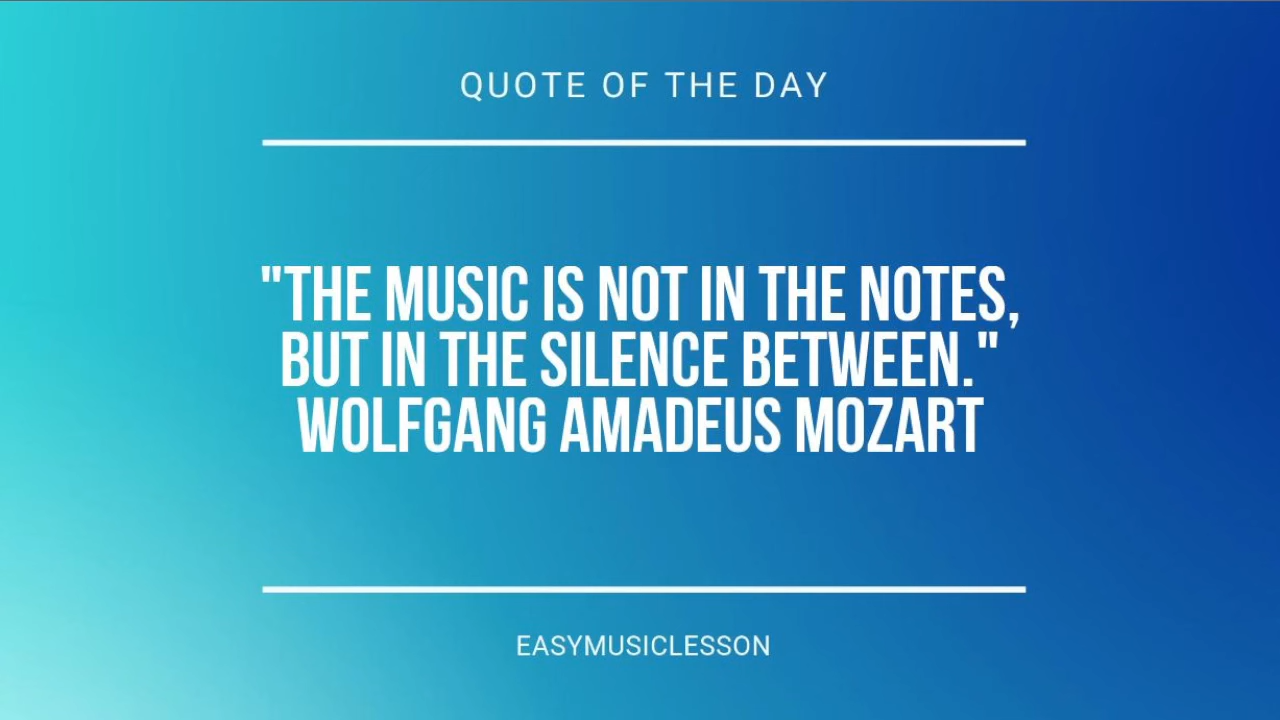 QUOTE OF THE DAY
"THE MUSIC IS NOT IN THE NOTES,
BUT IN THE SILENCE BETWEEN."
WOLFGANG AMADEUS MOZART
EASYMUSICLESSON